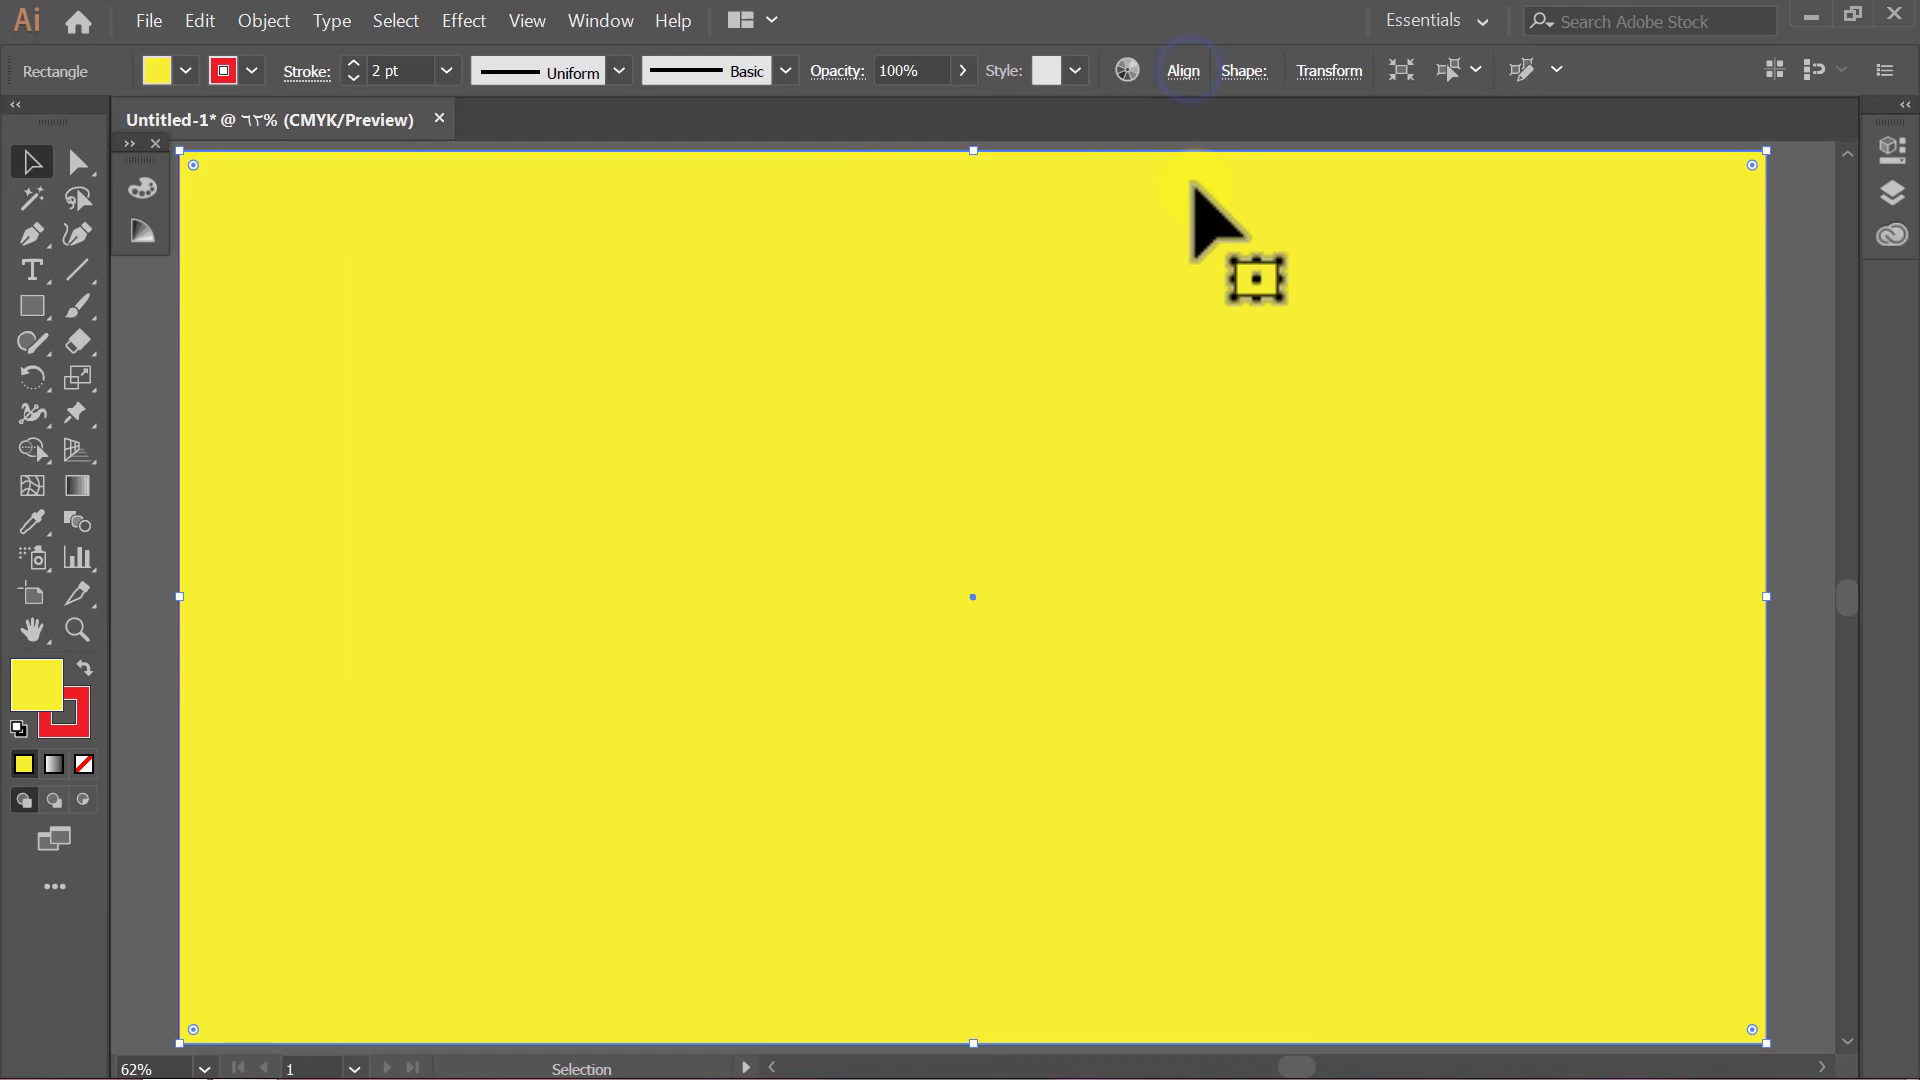 Ai File Edit Object Type Select Effect View Window Help Essentials Search Adobe Stock
Rectangle Stroke: 2 pt Uniform Basic Opacity: 100% Style: Align Shape: Transform
Untitled-1* @ ٦٢% (CMYK/Preview)
62% 1 Selection